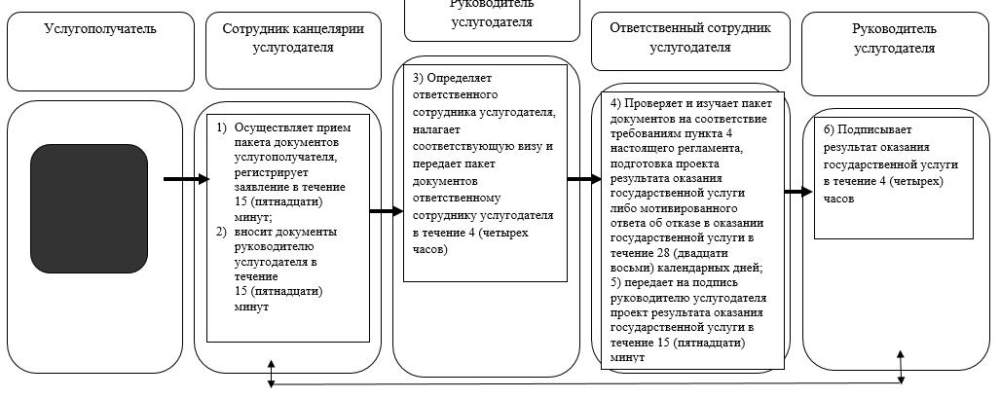 Услугополучатель
Сотрудник канцелярии
услугодателя
Руководитель
услугодателя
Ответственный сотрудник
услугодателя
Руководитель
услугодателя
1) Осуществляет прием
пакета документов
услугополучателя,
регистрирует
заявление в течение
15 (пятнадцати)
минут;
2) вносит документы
руководителю
услугодателя в
течение
15 (пятнадцати)
минут
3) Определяет
ответственного
сотрудника услугодателя,
налагает
соответствующую визу и
передает пакет
документов
ответственному
сотруднику услугодателя
в течение 4 (четырех
часов)
4) Проверяет и изучает пакет
документов на соответствие
требованиям пункта 4
настоящего регламента,
подготовка проекта
результата оказания
государственной услуги
либо мотивированного
ответа об отказе в оказании
государственной услуги в
течение 28 (двадцати
восьми) календарных дней;
5) передает на подпись
руководителю услугодателя
проект результата оказания
государственной услуги в
течение 15 (пятнадцати)
минут
6) Подписывает
результат оказания
государственной услуги
в течение 4 (четырех)
часов